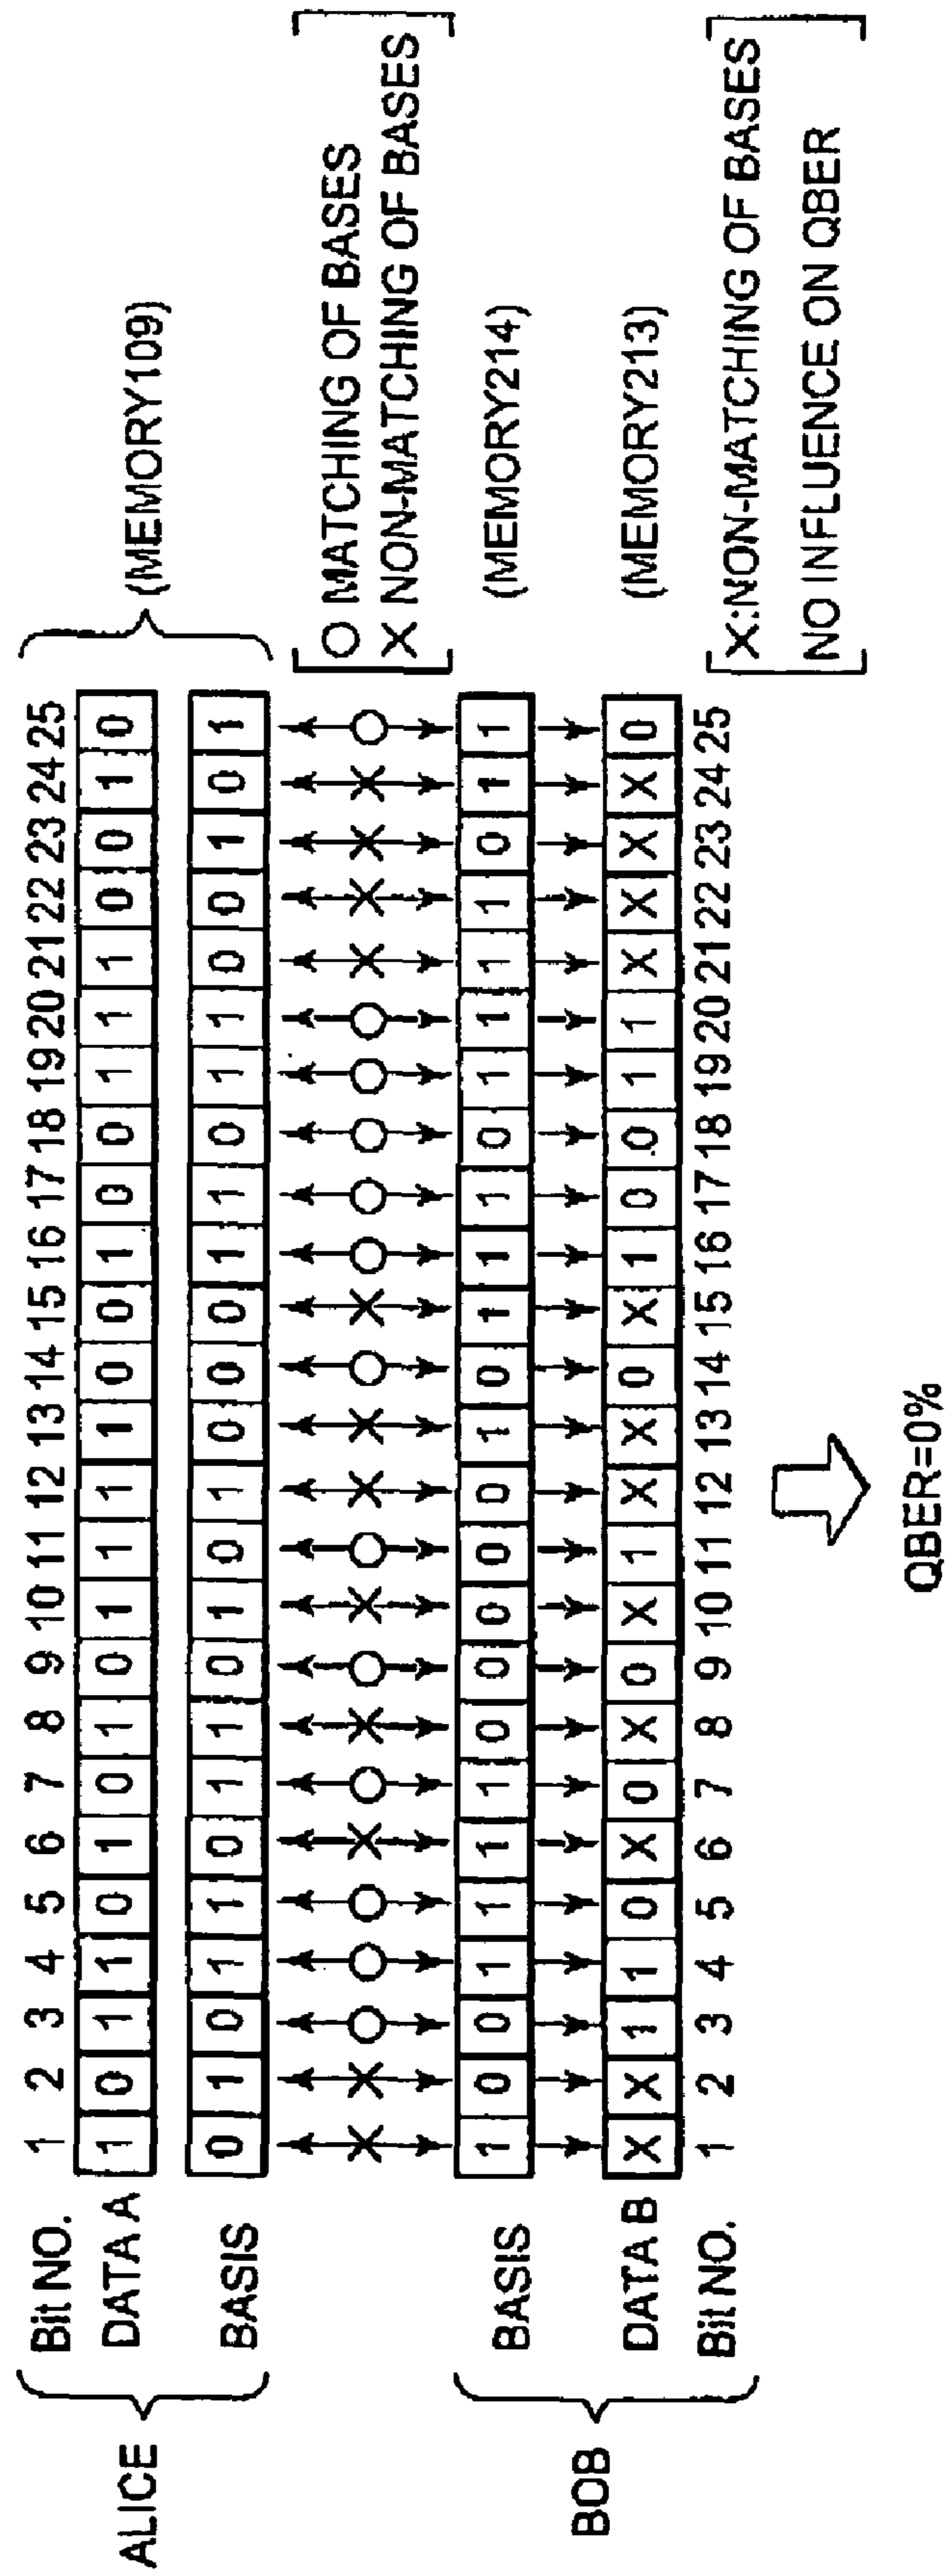 ALICE
Bit NO. 1 2 3 4 5 6 7 8 9 10 11 12 13 14 15 16 17 18 19 20 21 22 23 24 25
DATA A 1 0 1 1 0 1 0 1 0 1 1 1 1 0 0 1 0 0 1 1 1 0 0 1 0
BASIS 0 1 0 1 1 0 1 1 0 1 0 1 0 0 0 1 1 0 1 1 0 0 1 0 1
(MEMORY109)
X X O O O X O X O X O X X O X O O O O O X X X X O
O MATCHING OF BASES
X NON-MATCHING OF BASES
BOB
BASIS 1 0 0 1 1 1 1 0 0 0 0 0 1 0 1 1 1 0 1 1 1 1 0 1 1
(MEMORY214)
DATA B X X 1 1 0 X 0 X 0 X 1 X X 0 X 1 0 0 1 1 X X X X 0
(MEMORY213)
Bit NO. 1 2 3 4 5 6 7 8 9 10 11 12 13 14 15 16 17 18 19 20 21 22 23 24 25
X:NON-MATCHING OF BASES
NO INFLUENCE ON QBER
QBER=0%